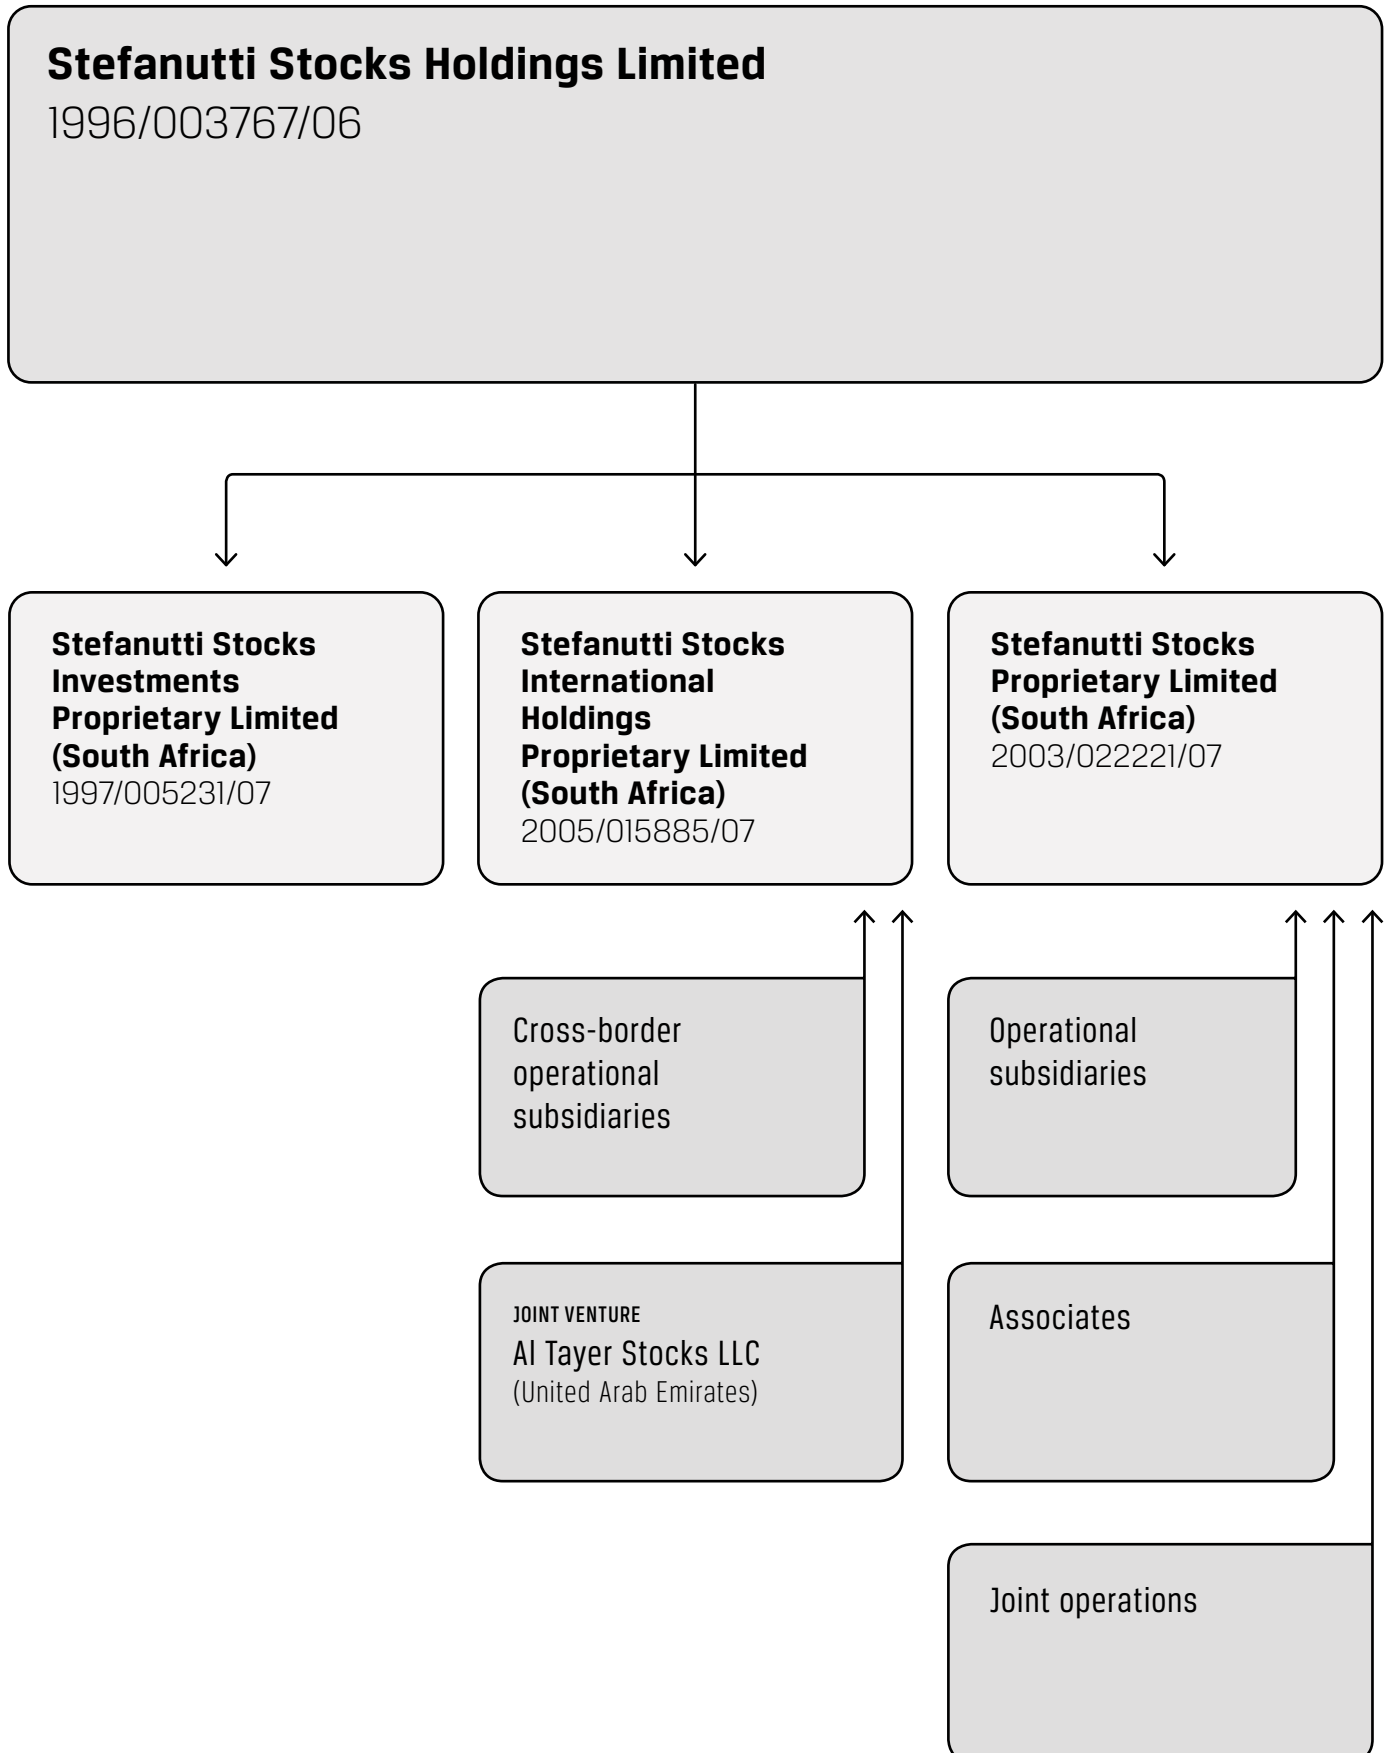 Stefanutti Stocks Holdings Limited
1996/003767/06
Stefanutti Stocks
Investments
Proprietary Limited
(South Africa)
1997/005231/07
Stefanutti Stocks
International
Holdings
Proprietary Limited
(South Africa)
2005/015885/07
Stefanutti Stocks
Proprietary Limited
(South Africa)
2003/022221/07
Cross-border
operational
subsidiaries
Operational
subsidiaries
JOINT VENTURE
Al Tayer Stocks LLC
(United Arab Emirates)
Associates
Joint operations